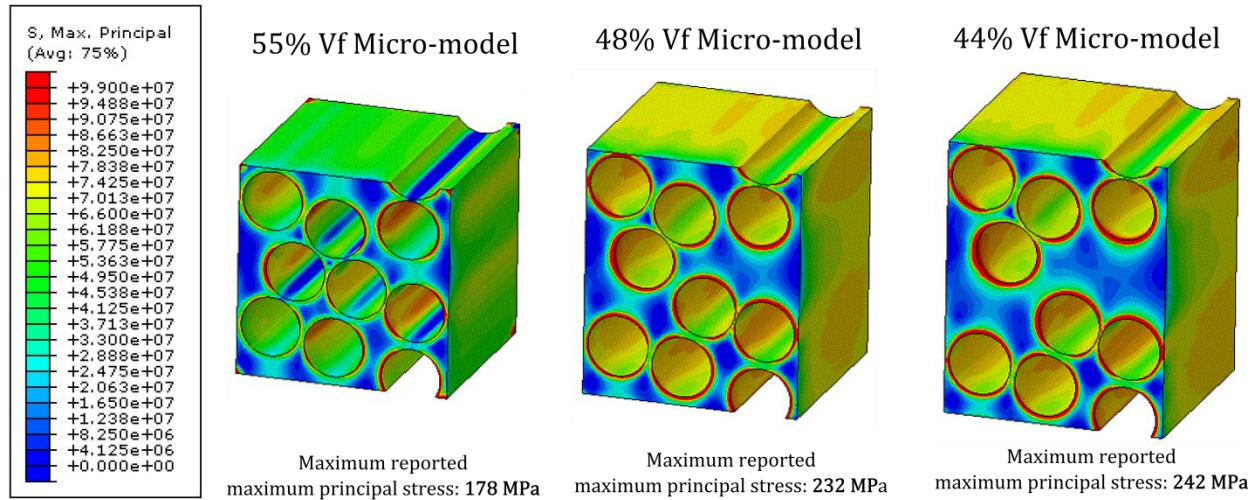 S, Max. Principal
(Avg: 75%)
+9.900e+07
+9.488e+07
+9.075e+07
+8.663e+07
+8.250e+07
+7.838e+07
+7.425e+07
+7.013e+07
+6.600e+07
+6.188e+07
+5.775e+07
+5.363e+07
+4.950e+07
+4.538e+07
+4.125e+07
+3.713e+07
+3.300e+07
+2.888e+07
+2.475e+07
+2.063e+07
+1.650e+07
+1.238e+07
+8.250e+06
+4.125e+06
+0.000e+00
55% Vf Micro-model
Maximum reported
maximum principal stress: 178 MPa
48% Vf Micro-model
Maximum reported
maximum principal stress: 232 MPa
44% Vf Micro-model
Maximum reported
maximum principal stress: 242 MPa